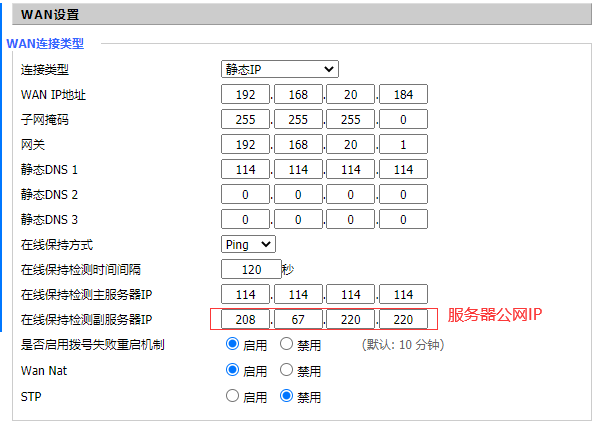 WAN设置
WAN连接类型
连接类型 静态IP
WAN IP地址 192.168.20.184
子网掩码 255.255.255.0
网关 192.168.20.1
静态DNS 1 114.114.114.114
静态DNS 2 0.0.0.0
静态DNS 3 0.0.0.0
在线保持方式 Ping
在线保持检测时间间隔 120秒
在线保持检测主服务器IP 114.114.114.114
在线保持检测副服务器IP 208.67.220.220 服务器公网IP
是否启用拨号失败重启机制 启用 禁用 (默认: 10 分钟)
Wan Nat 启用 禁用
STP 启用 禁用